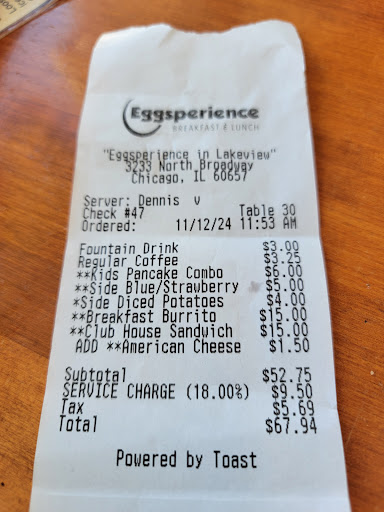 Eggsperience
BREAKFAST & LUNCH
"Eggsperience in Lakeview"
3233 North Broadway
Chicago, IL 60657
Server: Dennis v
Check #47 Table 30
Ordered: 11/12/24 11:53 AM
Fountain Drink $3.00
Regular Coffee $3.25
**Kids Pancake Combo $6.00
**Side Blue/Strawberry $5.00
*Side Diced Potatoes $4.00
**Breakfast Burrito $15.00
**Club House Sandwich $15.00
ADD **American Cheese $1.50
Subtotal $52.75
SERVICE CHARGE (18.00%) $9.50
Tax $5.69
Total $67.94
Powered by Toast